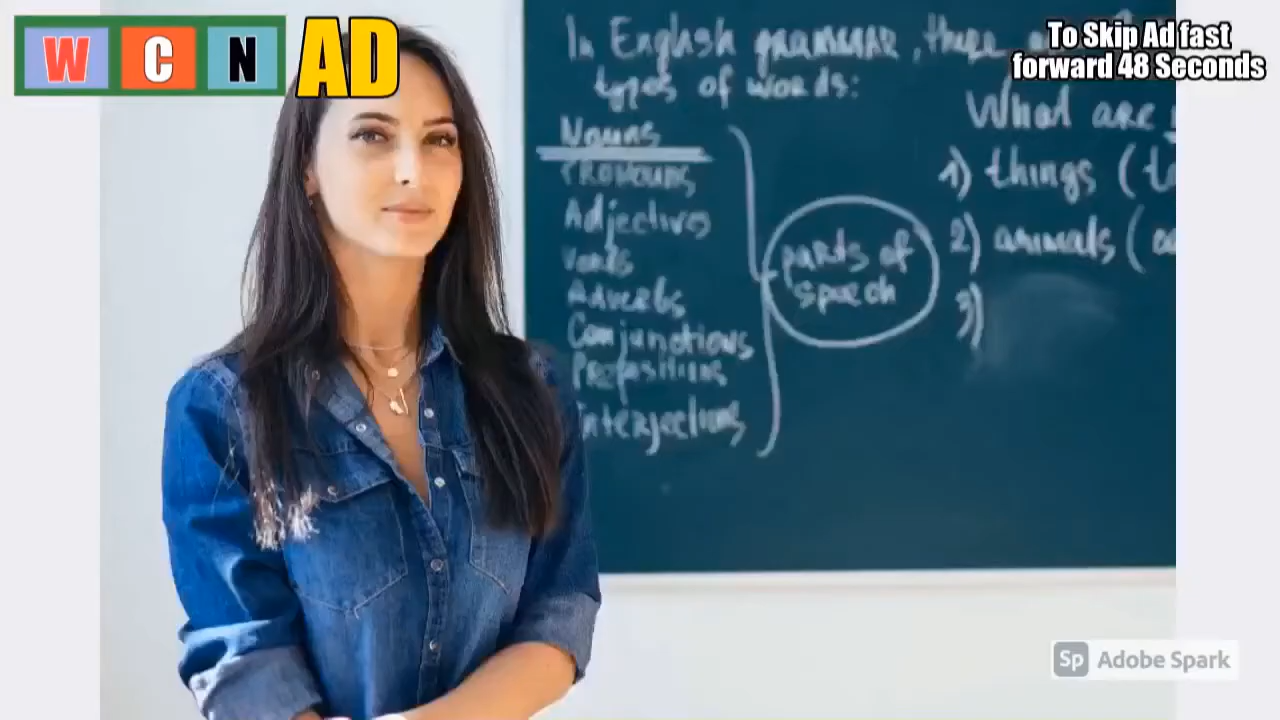 WCN AD
To Skip Ad fast
forward 48 Seconds
In English grammar, there
types of words:
Nouns
Pronouns
Adjectives
Verbs
Adverbs
Conjunctions
Prepositions
Interjections
parts of
speech
What are
1) things (
2) animals (
3)
Sp Adobe Spark